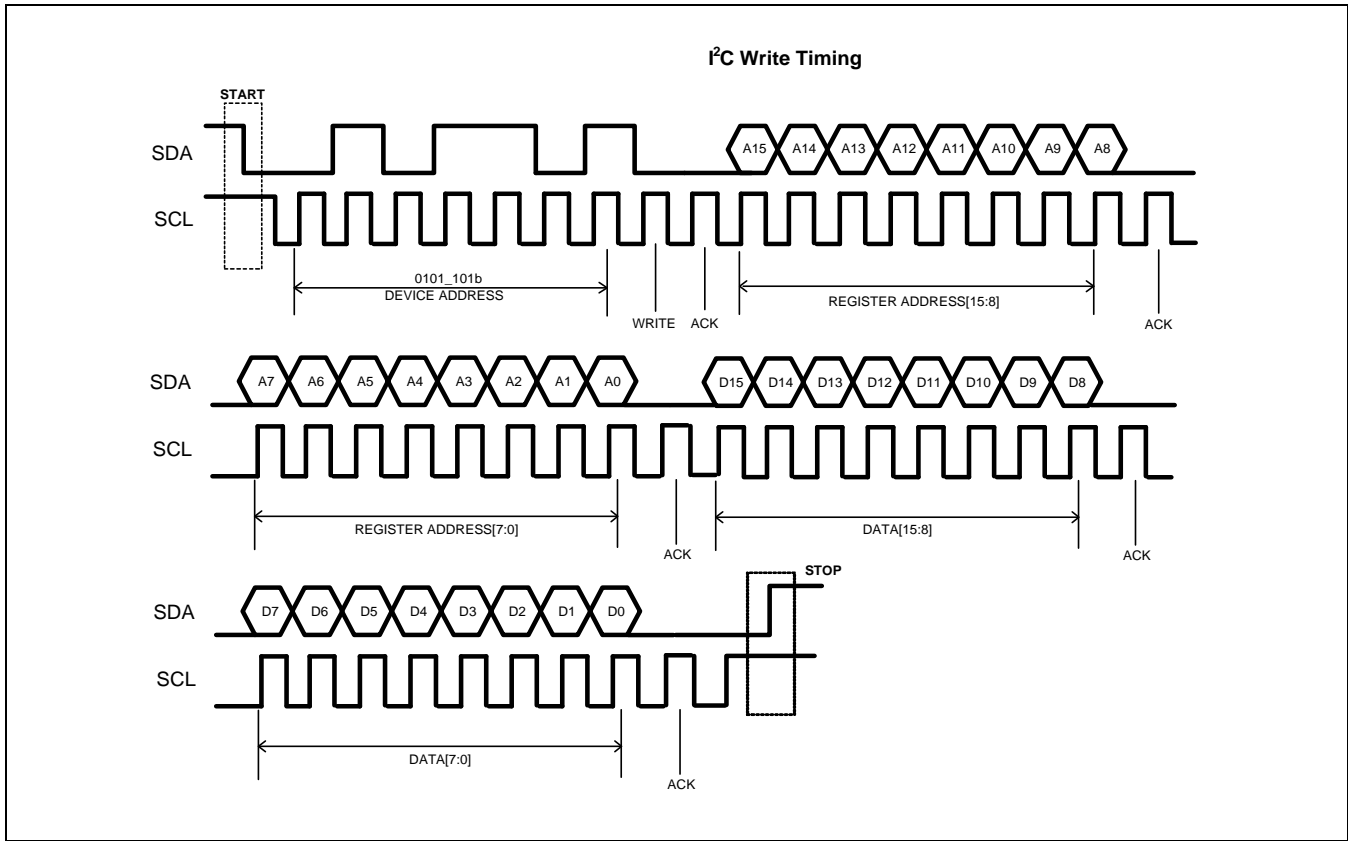 I²C Write Timing
START
SDA
A15 A14 A13 A12 A11 A10 A9 A8
SCL
0101_101b
DEVICE ADDRESS
REGISTER ADDRESS[15:8]
WRITE ACK
ACK
SDA
A7 A6 A5 A4 A3 A2 A1 A0
D15 D14 D13 D12 D11 D10 D9 D8
SCL
REGISTER ADDRESS[7:0]
DATA[15:8]
ACK
ACK
STOP
SDA
D7 D6 D5 D4 D3 D2 D1 D0
SCL
DATA[7:0]
ACK